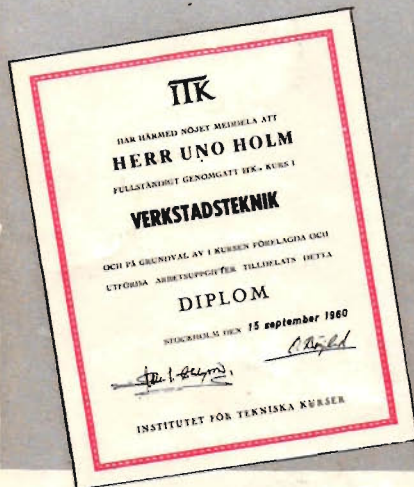 ITK
HAR HÄRMED NÖJET MEDDELA ATT
HERR UNO HOLM
FULLSTÄNDIGT GENOMGÅTT ITK-KURS I
VERKSTADSTEKNIK
OCH PÅ GRUNDVAL AV I KURSEN FÖRELAGDA OCH
UTFÖRDA ARBETSUPPGIFTER TILLDELATS DETTA
DIPLOM
STOCKHOLM DEN 15 september 1960
INSTITUTET FÖR TEKNISKA KURSER